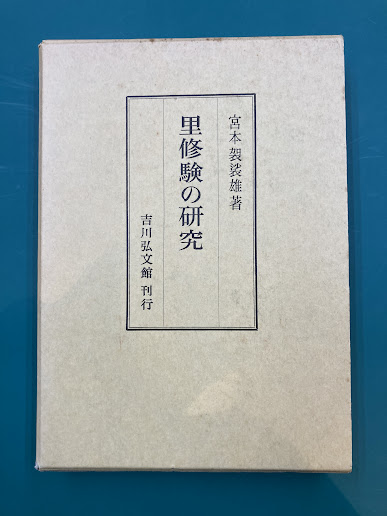 宮本袈裟雄著
里修験の研究
吉川弘文館 刊行